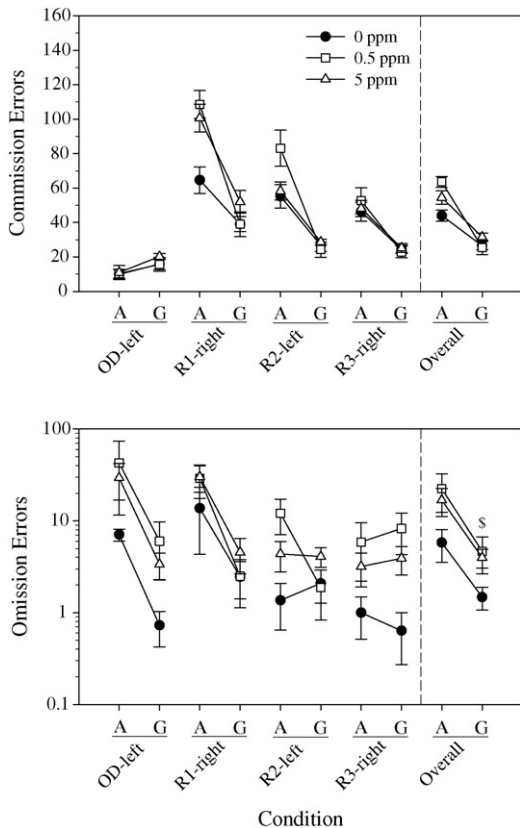 160
140
120
100
80
60
40
20
0
Commission Errors
0 ppm
0.5 ppm
5 ppm
A G A G A G A G A G
OD-left
R1-right
R2-left
R3-right
Overall
100
10
1
0.1
Omission Errors
$
A G A G A G A G A G
OD-left
R1-right
R2-left
R3-right
Overall
Condition